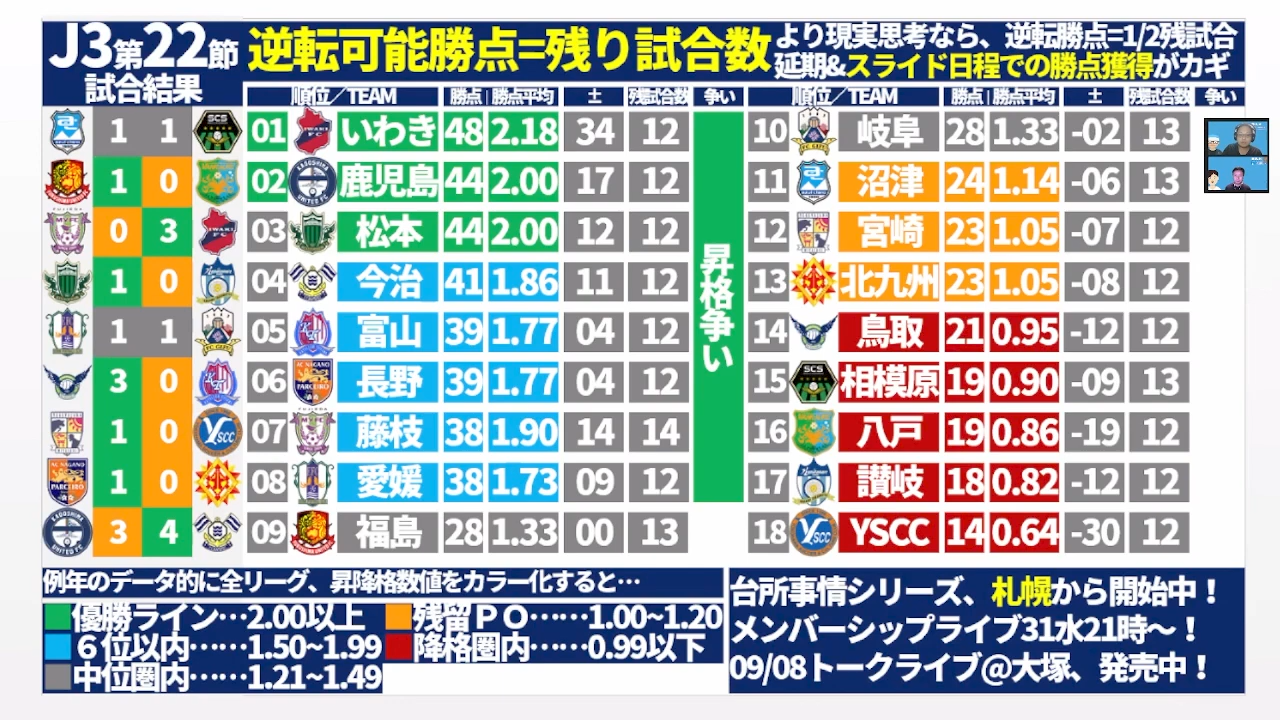 J3第22節
試合結果
逆転可能勝点=残り試合数
より現実思考なら、逆転勝点=1/2残試合
延期&スライド日程での勝点獲得がカギ
順位／TEAM 勝点 勝点平均 ± 残試合数 争い
順位／TEAM 勝点 勝点平均 ± 残試合数 争い
1 1
1 0
0 3
1 0
1 1
3 0
1 0
1 0
3 4
01 いわき 48 2.18 34 12
02 鹿児島 44 2.00 17 12
03 松本 44 2.00 12 12
04 今治 41 1.86 11 12
05 富山 39 1.77 04 12
06 長野 39 1.77 04 12
07 藤枝 38 1.90 14 14
08 愛媛 38 1.73 09 12
09 福島 28 1.33 00 13
昇格争い
10 岐阜 28 1.33 -02 13
11 沼津 24 1.14 -06 13
12 宮崎 23 1.05 -07 12
13 北九州 23 1.05 -08 12
14 鳥取 21 0.95 -12 12
15 相模原 19 0.90 -09 13
16 八戸 19 0.86 -19 12
17 讃岐 18 0.82 -12 12
18 YSCC 14 0.64 -30 12
例年のデータ的に全リーグ、昇降格数値をカラー化すると…
優勝ライン…2.00以上
６位以内……1.50~1.99
中位圏内……1.21~1.49
残留ＰＯ……1.00~1.20
降格圏内……0.99以下
台所事情シリーズ、札幌から開始中！
メンバーシップライブ31水21時～！
09/08トークライブ@大塚、発売中！